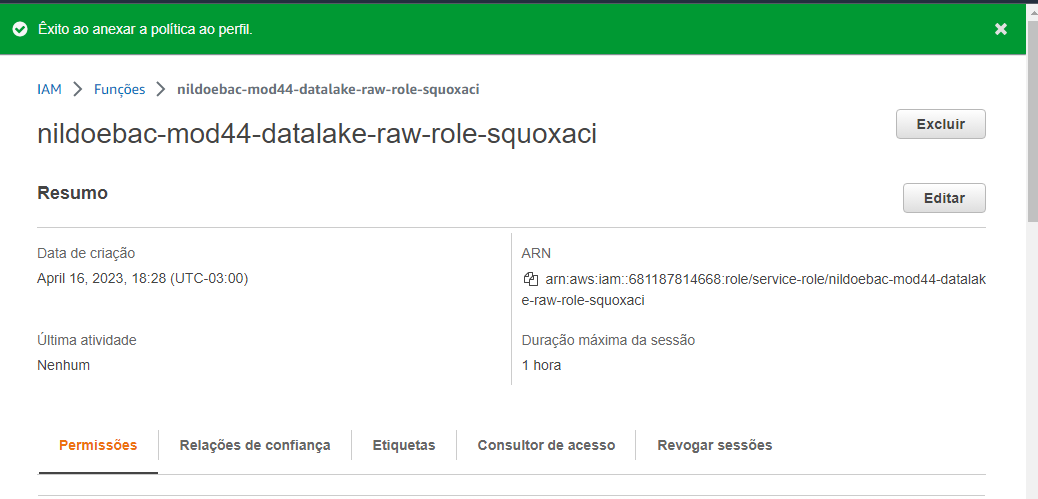 Êxito ao anexar a política ao perfil.
IAM > Funções > nildoebac-mod44-datalake-raw-role-squoxaci
nildoebac-mod44-datalake-raw-role-squoxaci
Excluir
Resumo
Editar
Data de criação
April 16, 2023, 18:28 (UTC-03:00)
ARN
arn:aws:iam::681187814668:role/service-role/nildoebac-mod44-datalak
e-raw-role-squoxaci
Última atividade
Nenhum
Duração máxima da sessão
1 hora
Permissões
Relações de confiança
Etiquetas
Consultor de acesso
Revogar sessões